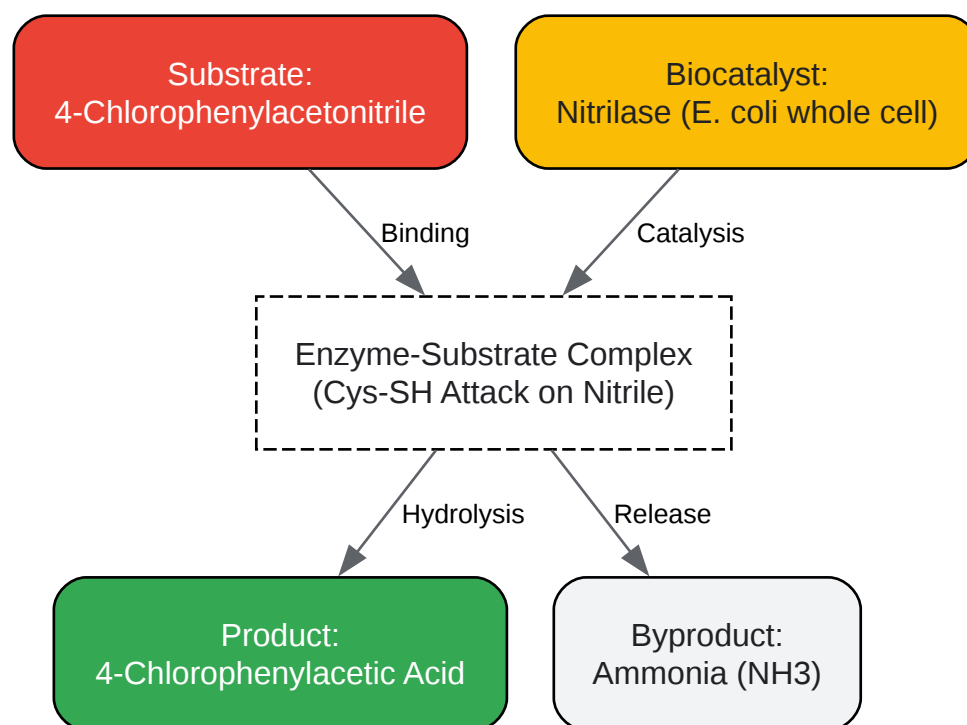 Substrate:
4-Chlorophenylacetonitrile
Biocatalyst:
Nitrilase (E. coli whole cell)
Binding
Catalysis
Enzyme-Substrate Complex
(Cys-SH Attack on Nitrile)
Hydrolysis
Release
Product:
4-Chlorophenylacetic Acid
Byproduct:
Ammonia (NH3)